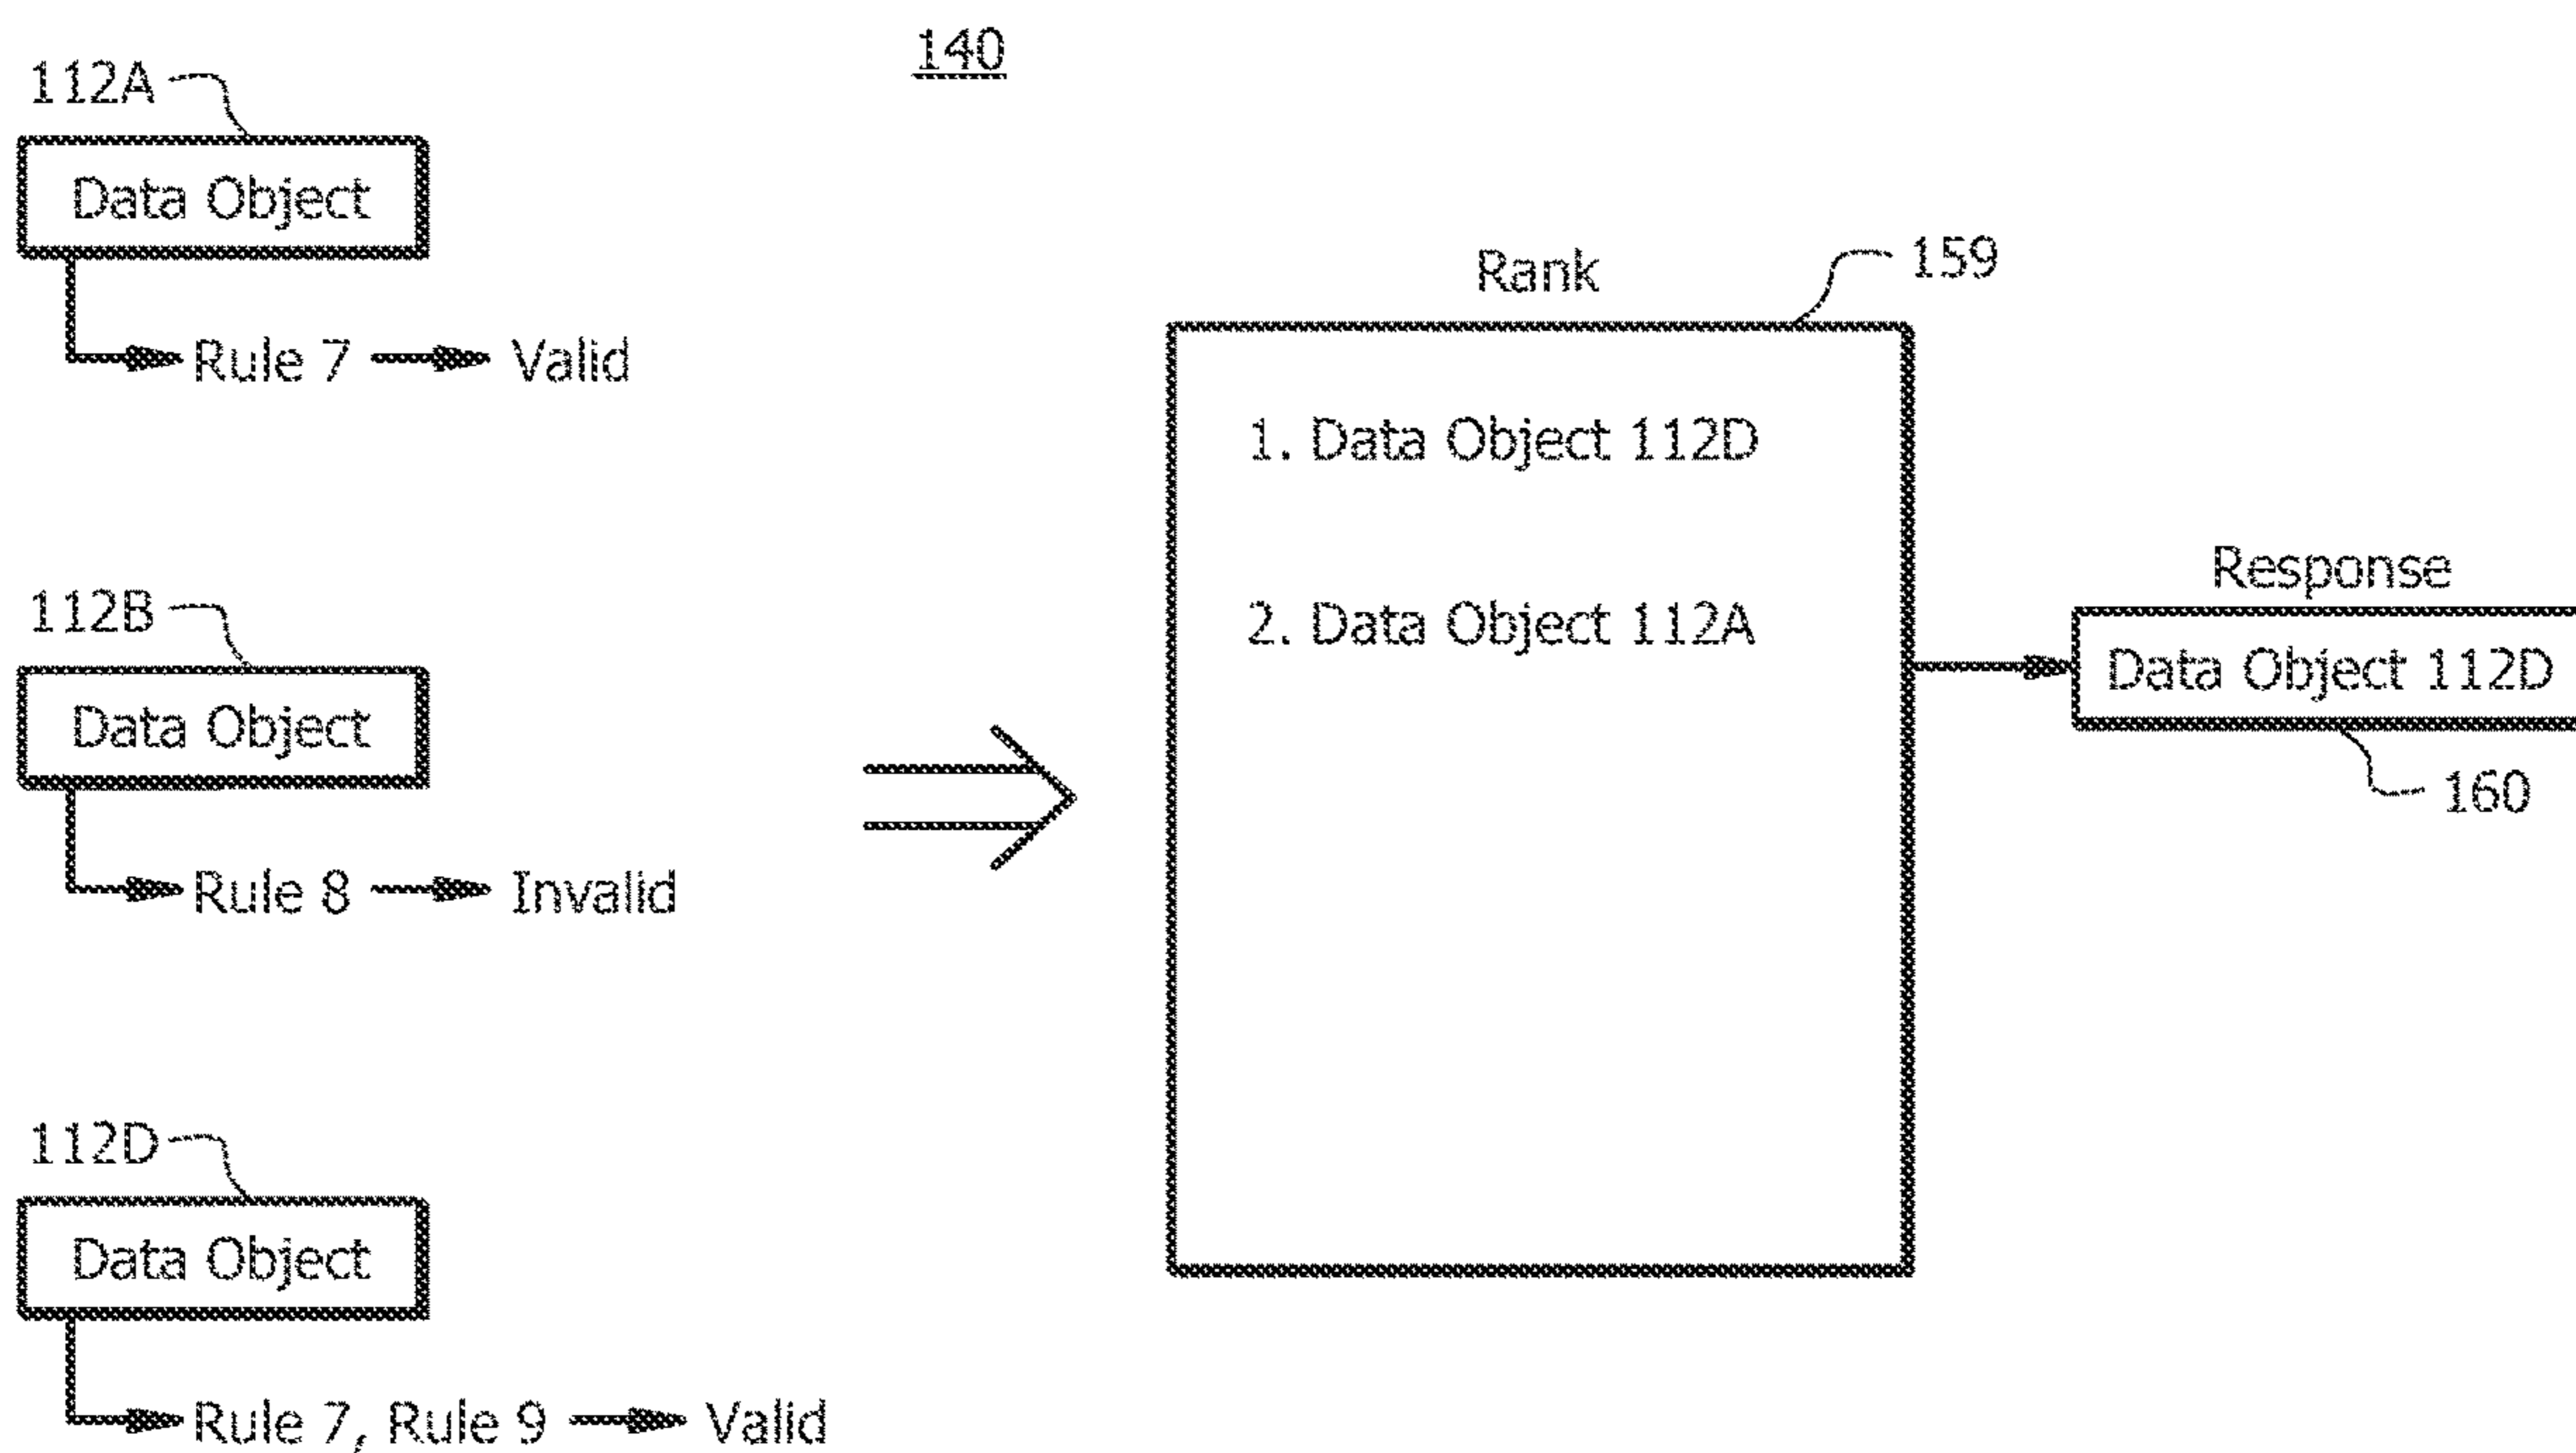 140
112A
Data Object
Rule 7 Valid
112B
Data Object
Rule 8 Invalid
112D
Data Object
Rule 7, Rule 9 Valid
Rank
159
1. Data Object 112D
2. Data Object 112A
Response
Data Object 112D
160